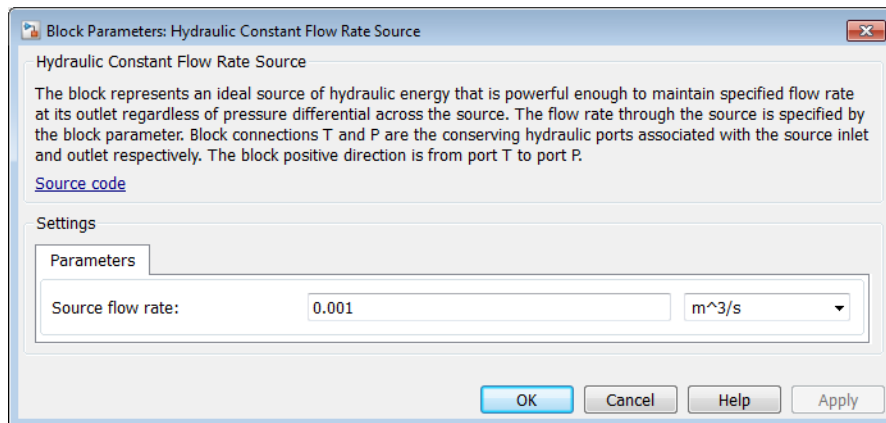 Block Parameters: Hydraulic Constant Flow Rate Source
Hydraulic Constant Flow Rate Source
The block represents an ideal source of hydraulic energy that is powerful enough to maintain specified flow rate
at its outlet regardless of pressure differential across the source. The flow rate through the source is specified by
the block parameter. Block connections T and P are the conserving hydraulic ports associated with the source inlet
and outlet respectively. The block positive direction is from port T to port P.
Source code
Settings
Parameters
Source flow rate: 0.001 m^3/s
OK Cancel Help Apply